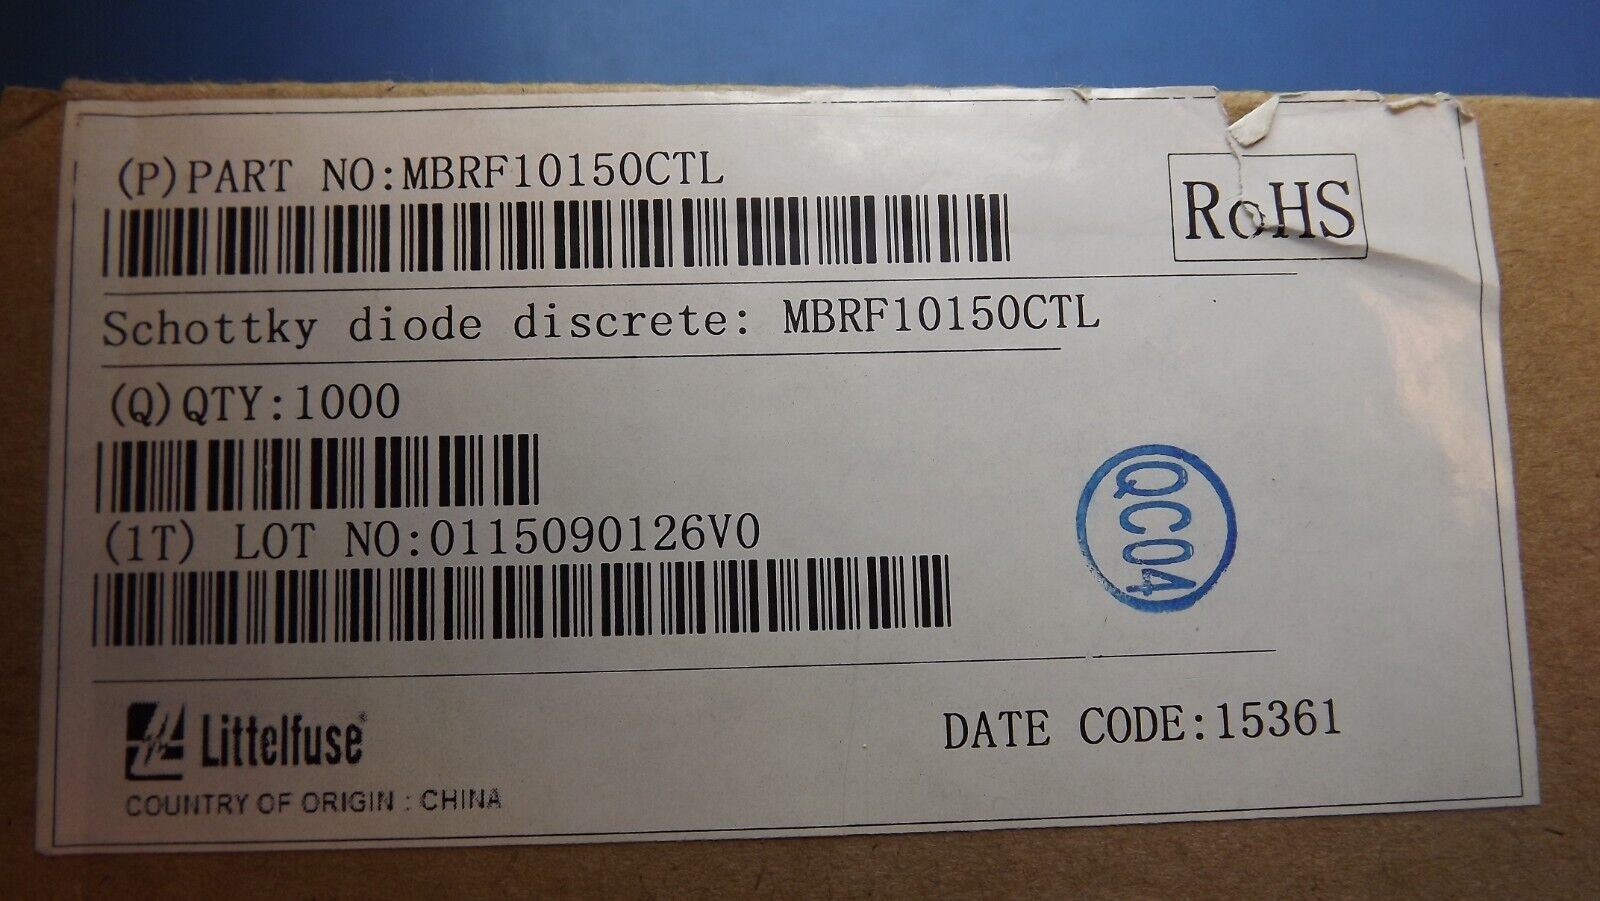 (P)PART NO:MBRF10150CTL
RoHS
Schottky diode discrete: MBRF10150CTL
(Q)QTY:1000
(1T) LOT NO:0115090126V0
QC04
Littelfuse®
DATE CODE:15361
COUNTRY OF ORIGIN : CHINA